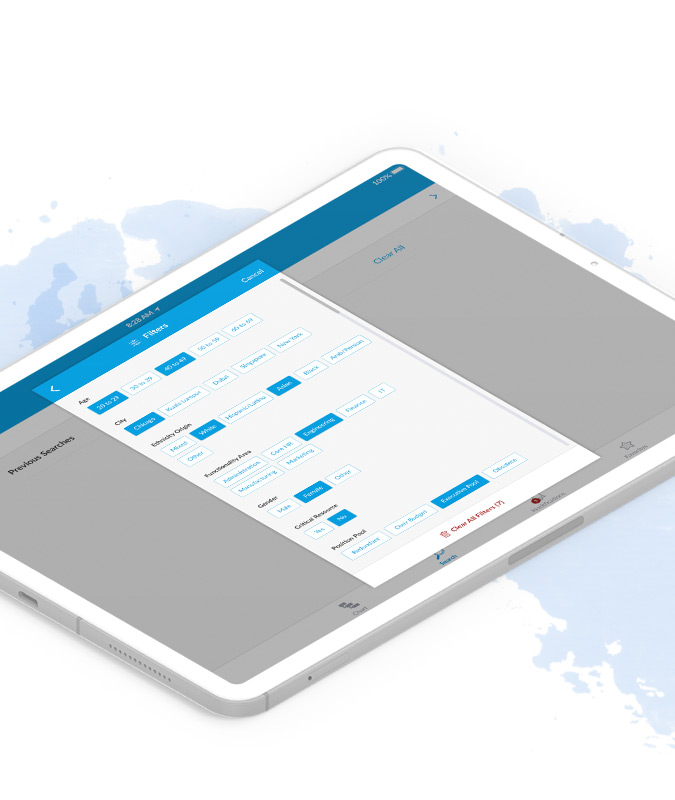 100%
8:28 AM
Clear All
Cancel
Filters
Previous Searches
Age
20 to 29
30 to 39
40 to 49
50 to 59
60 to 69
City
Chicago
Kuala Lumpur
Dubai
Singapore
New York
Ethnicity Origin
Mixed
White
Hispanic/Latino
Asian
Black
Arab/Persian
Other
Functionality Area
Administration
Core HR
Engineering
Finance
IT
Manufacturing
Marketing
Gender
Male
Female
Other
Critical Resource
Yes
No
Position Pool
Over Budget
Executive Pool
Obsolete
Clear All Filters (7)
Chart
Search
Notifications
Favorites